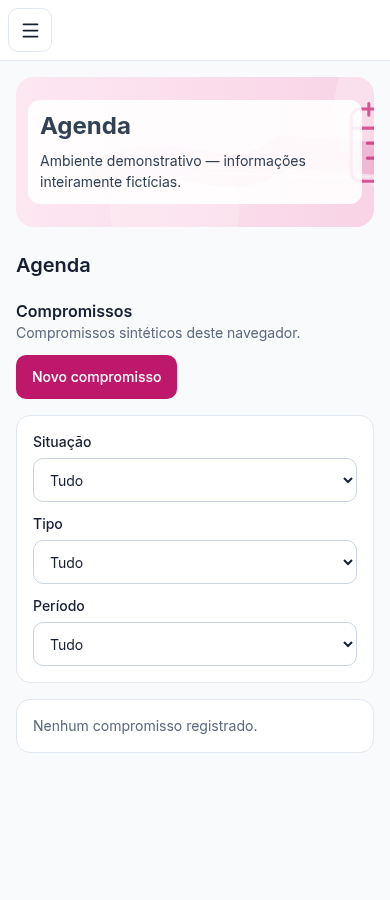 Agenda
Ambiente demonstrativo — informações
inteiramente fictícias.
Agenda
Compromissos
Compromissos sintéticos deste navegador.
Novo compromisso
Situação
Tudo
Tipo
Tudo
Período
Tudo
Nenhum compromisso registrado.